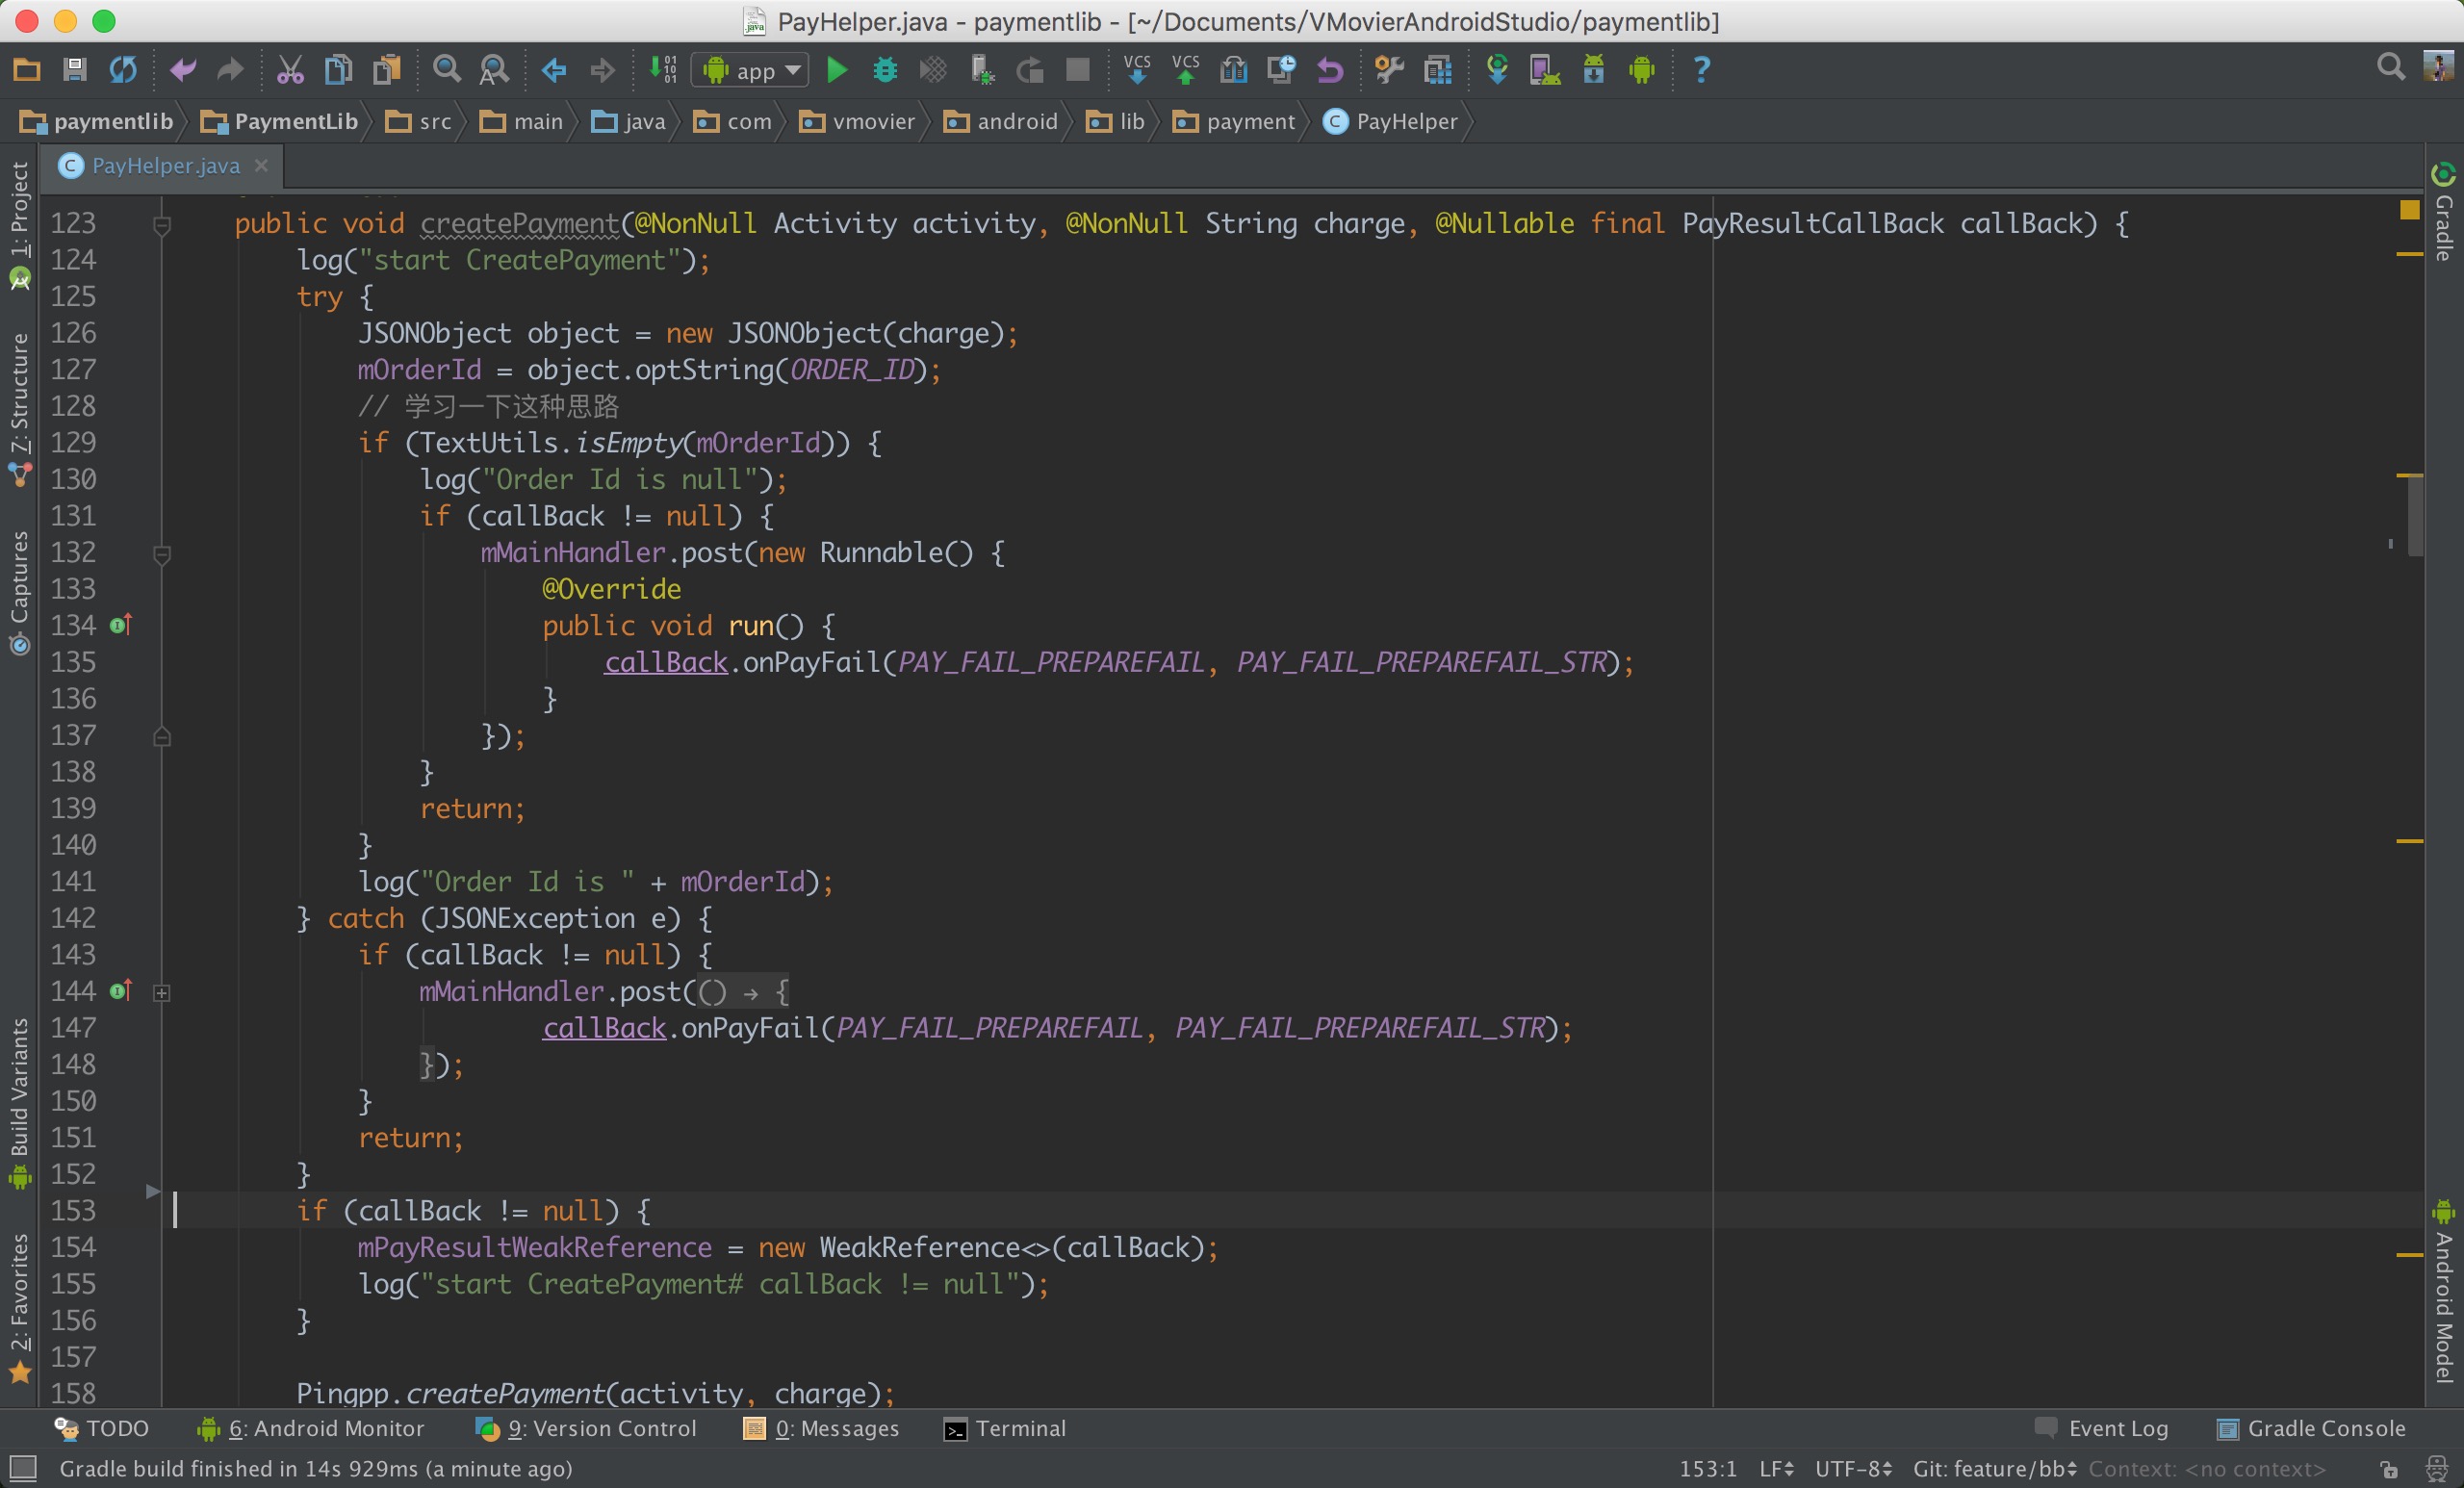 PayHelper.java - paymentlib - [~/Documents/VMovierAndroidStudio/paymentlib]
app
VCS
VCS
?
paymentlib PaymentLib src main java com vmovier android lib payment PayHelper
PayHelper.java
1: Project
7: Structure
Captures
Build Variants
2: Favorites
Gradle
Android Model
123 public void createPayment(@NonNull Activity activity, @NonNull String charge, @Nullable final PayResultCallBack callBack) {
124 log("start CreatePayment");
125 try {
126 JSONObject object = new JSONObject(charge);
127 mOrderId = object.optString(ORDER_ID);
128 // 学习一下这种思路
129 if (TextUtils.isEmpty(mOrderId)) {
130 log("Order Id is null");
131 if (callBack != null) {
132 mMainHandler.post(new Runnable() {
133 @Override
134 public void run() {
135 callBack.onPayFail(PAY_FAIL_PREPAREFAIL, PAY_FAIL_PREPAREFAIL_STR);
136 }
137 });
138 }
139 return;
140 }
141 log("Order Id is " + mOrderId);
142 } catch (JSONException e) {
143 if (callBack != null) {
144 mMainHandler.post(() → {
147 callBack.onPayFail(PAY_FAIL_PREPAREFAIL, PAY_FAIL_PREPAREFAIL_STR);
148 });
150 }
151 return;
152 }
153 if (callBack != null) {
154 mPayResultWeakReference = new WeakReference<>(callBack);
155 log("start CreatePayment# callBack != null");
156 }
157
158 Pingpp.createPayment(activity, charge);
TODO 6: Android Monitor 9: Version Control 0: Messages Terminal Event Log Gradle Console
Gradle build finished in 14s 929ms (a minute ago) 153:1 LF UTF-8 Git: feature/bb Context: <no context>